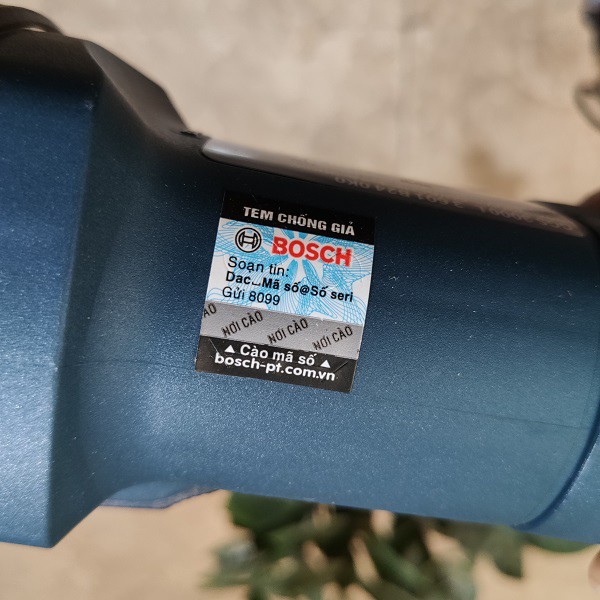 TEM CHỐNG GIẢ
BOSCH
Soạn tin:
Dac Mã số@Số seri
Gửi 8099
NƠI CÀO NƠI CÀO NƠI CÀO
▲ Cào mã số ▲
bosch-pt.com.vn